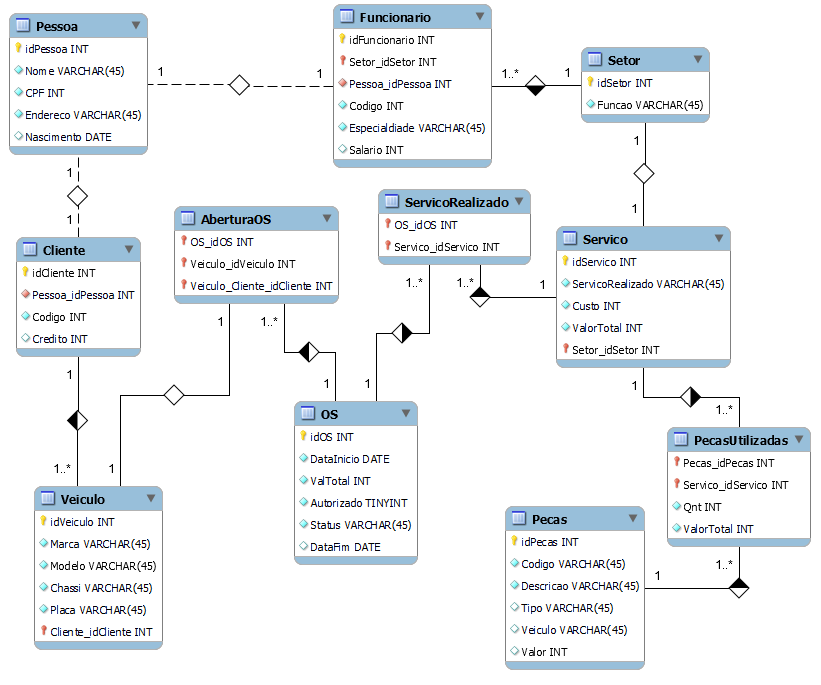 Pessoa
idPessoa INT
Nome VARCHAR(45)
CPF INT
Endereco VARCHAR(45)
Nascimento DATE
1
1
Funcionario
idFuncionario INT
Setor_idSetor INT
Pessoa_idPessoa INT
Codigo INT
Especialdiade VARCHAR(45)
Salario INT
1..*
1
Setor
idSetor INT
Funcao VARCHAR(45)
1
1
1
1
Cliente
idCliente INT
Pessoa_idPessoa INT
Codigo INT
Credito INT
1
1..*
AberturaOS
OS_idOS INT
Veiculo_idVeiculo INT
Veiculo_Cliente_idCliente INT
1
1
1..*
1
ServicoRealizado
OS_idOS INT
Servico_idServico INT
1..*
1
1..*
1
Servico
idServico INT
ServicoRealizado VARCHAR(45)
Custo INT
ValorTotal INT
Setor_idSetor INT
1
1..*
OS
idOS INT
DataInicio DATE
ValTotal INT
Autorizado TINYINT
Status VARCHAR(45)
DataFim DATE
Veiculo
idVeiculo INT
Marca VARCHAR(45)
Modelo VARCHAR(45)
Chassi VARCHAR(45)
Placa VARCHAR(45)
Cliente_idCliente INT
PecasUtilizadas
Pecas_idPecas INT
Servico_idServico INT
Qnt INT
ValorTotal INT
1..*
1
Pecas
idPecas INT
Codigo VARCHAR(45)
Descricao VARCHAR(45)
Tipo VARCHAR(45)
Veiculo VARCHAR(45)
Valor INT